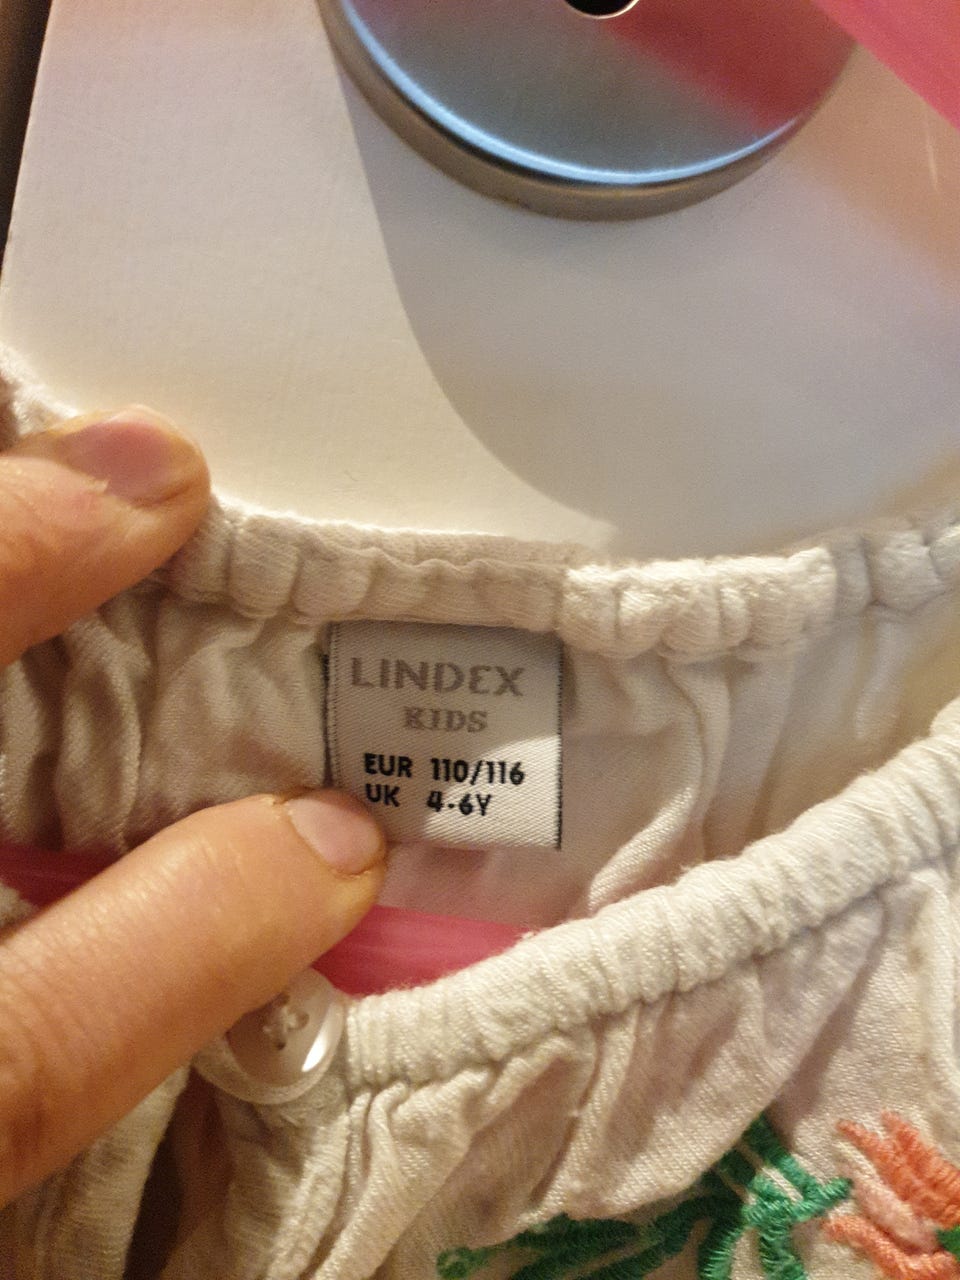 LINDEX
KIDS
EUR 110/116
UK 4-6Y